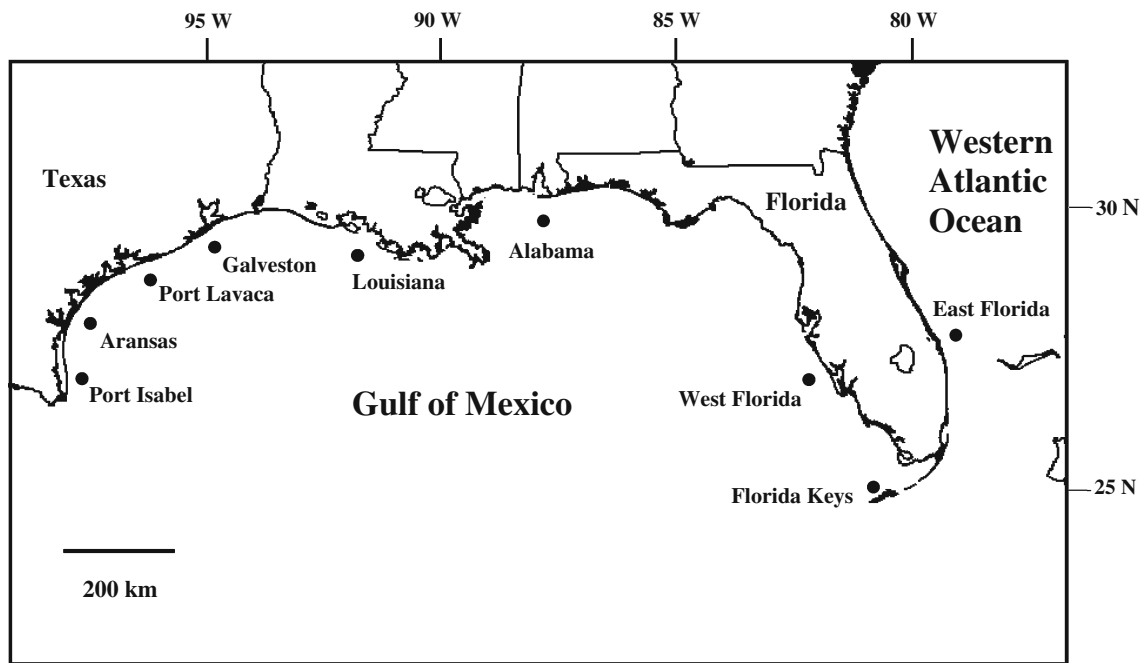 95 W
90 W
85 W
80 W
Western
Atlantic
Ocean
Texas
Florida
30 N
Galveston
Louisiana
Alabama
Port Lavaca
East Florida
Aransas
Port Isabel
Gulf of Mexico
West Florida
Florida Keys
25 N
200 km